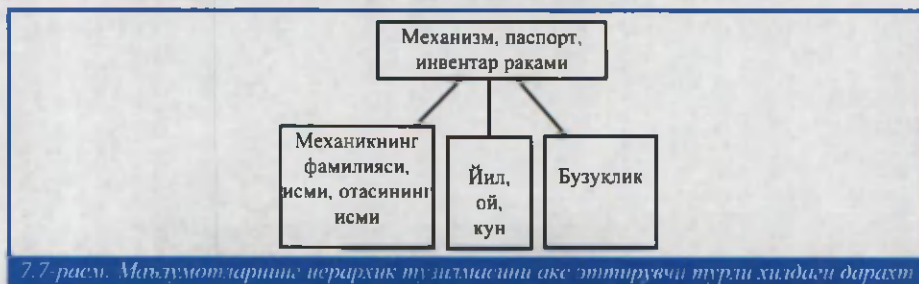 Механизм, паспорт,
инвентар раками
Механикнинг
фамилияси,
исми, отасининг
исми
Йил,
ой,
кун
Бузуклик
7.7-расм. Маълумотларнинг иерархик тузилмасини акс эттирувчи турли хилдаги дарахт